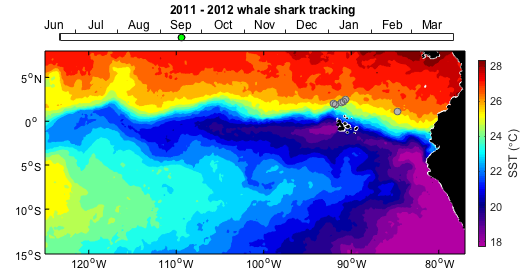 2011 - 2012 whale shark tracking
Jun Jul Aug Sep Oct Nov Dec Jan Feb Mar
5°N
0°
5°S
10°S
15°S
120°W 110°W 100°W 90°W 80°W
28
26
24
22
20
18
SST (°C)